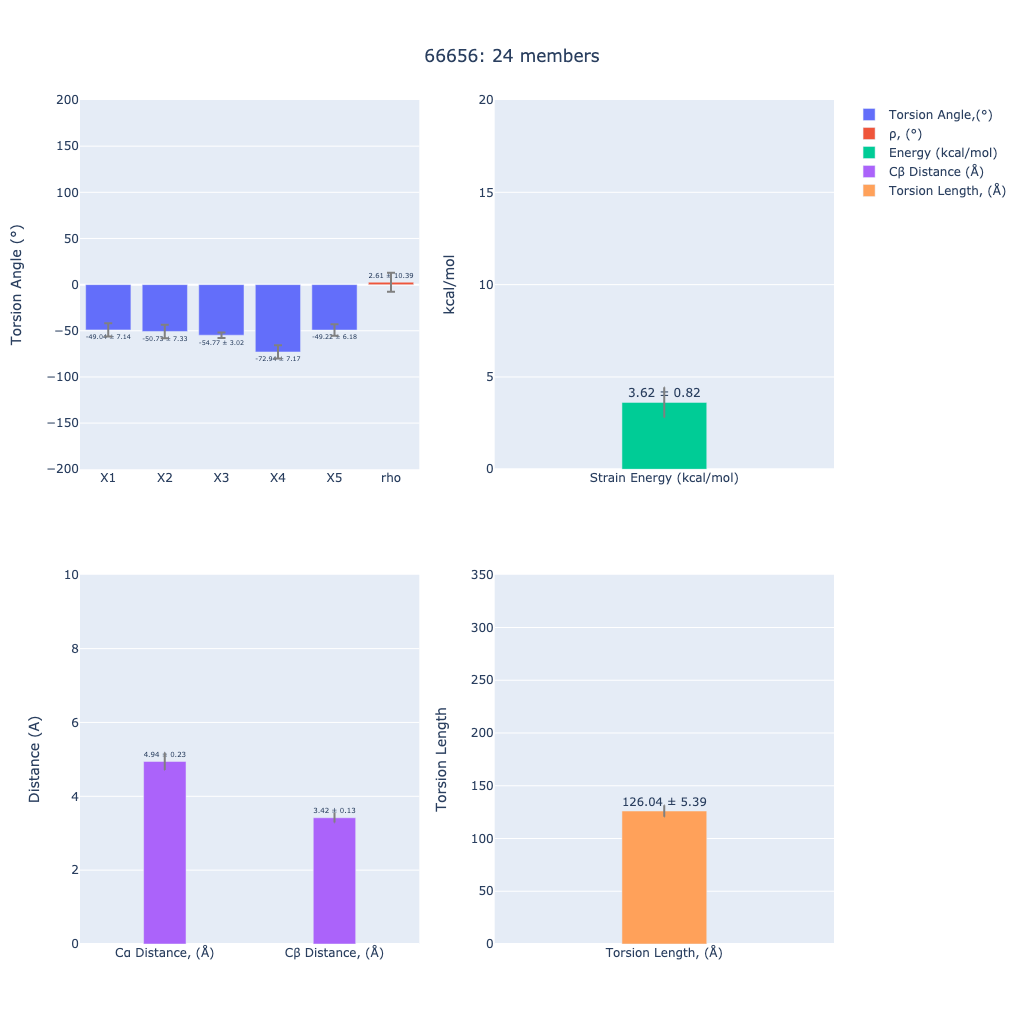 66656: 24 members
200
150
100
50
0
−50
−100
−150
−200
Torsion Angle (°)
-49.04 ± 7.14
-50.73 ± 7.33
-54.77 ± 3.02
-72.94 ± 7.17
-49.22 ± 6.18
2.61 ± 10.39
X1 X2 X3 X4 X5 rho
20
15
10
5
0
kcal/mol
3.62 ± 0.82
Strain Energy (kcal/mol)
Torsion Angle,(°)
ρ, (°)
Energy (kcal/mol)
Cβ Distance (Å)
Torsion Length, (Å)
10
8
6
4
2
0
Distance (A)
4.94 ± 0.23
3.42 ± 0.13
Cα Distance, (Å) Cβ Distance, (Å)
350
300
250
200
150
100
50
0
Torsion Length
126.04 ± 5.39
Torsion Length, (Å)